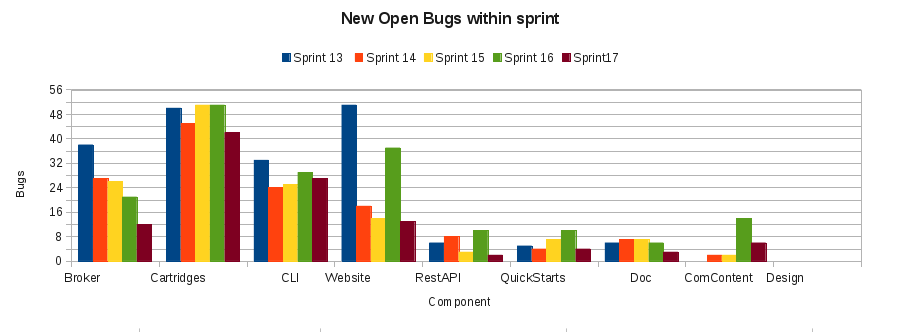 New Open Bugs within sprint
Sprint 13 Sprint 14 Sprint 15 Sprint 16 Sprint17
56
48
40
32
24
16
8
0
Bugs
Broker Cartridges CLI Website RestAPI QuickStarts Doc ComContent Design
Component